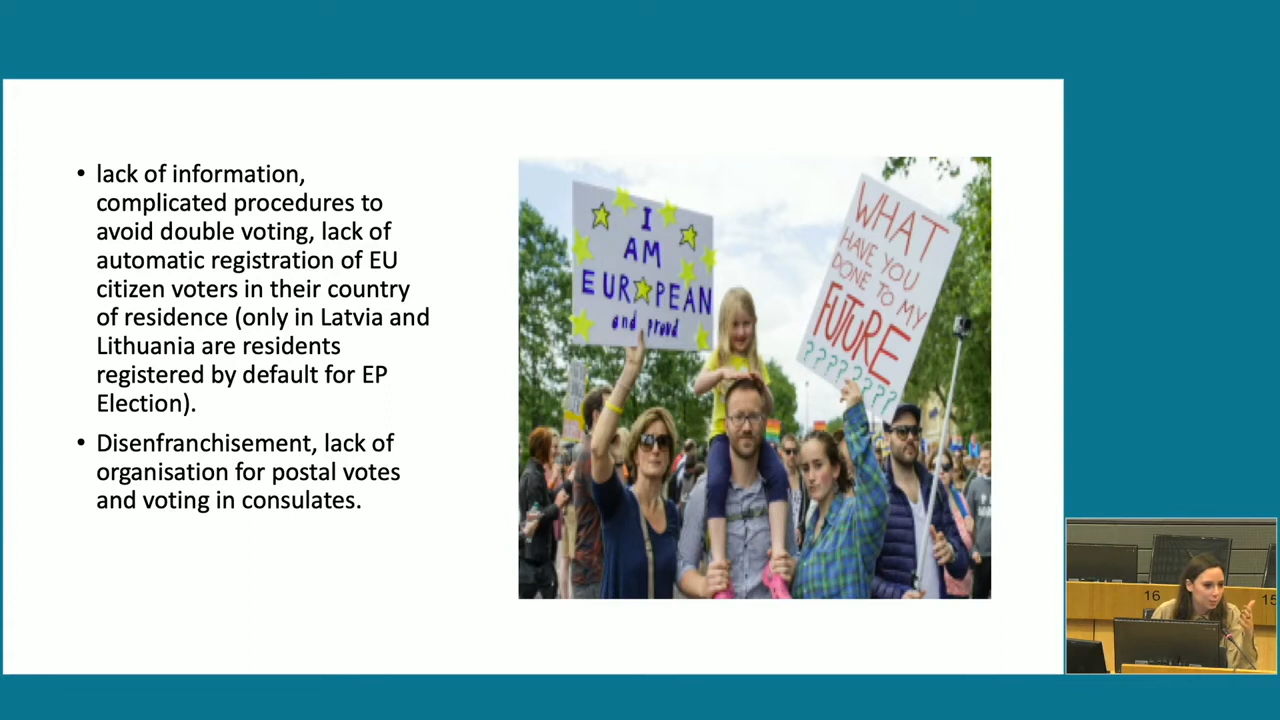 • lack of information,
complicated procedures to
avoid double voting, lack of
automatic registration of EU
citizen voters in their country
of residence (only in Latvia and
Lithuania are residents
registered by default for EP
Election).
• Disenfranchisement, lack of
organisation for postal votes
and voting in consulates.
I
AM
EUR PEAN
and proud
WHAT
HAVE YOU
DONE TO MY
FUTURE
????????
16
15